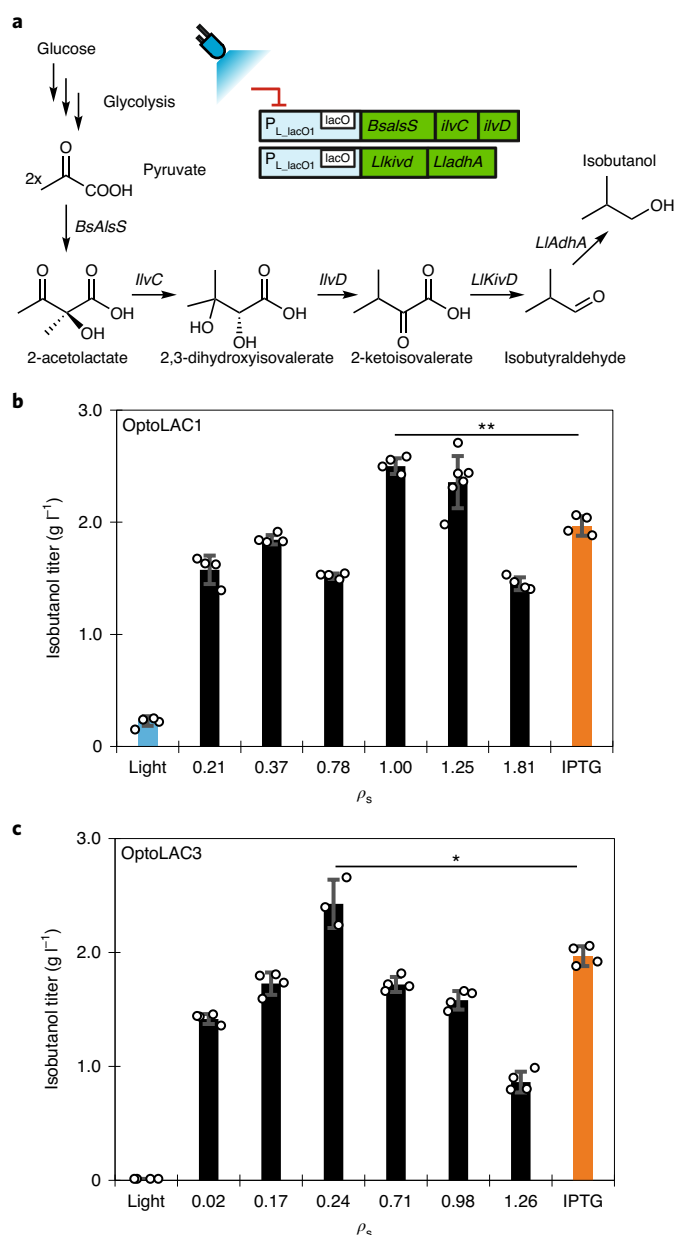 a
Glucose
Glycolysis
2x
O
COOH
Pyruvate
P L_lacO1 lacO BsalsS ilvC ilvD
P L_lacO1 lacO Llkivd LladhA
Isobutanol
OH
BsAlsS
LlAdhA
O O
OH
OH
IlvC
O
OH
HO
OH
IlvD
O
OH
O
LlKivD
O
2-acetolactate 2,3-dihydroxyisovalerate 2-ketoisovalerate Isobutyraldehyde
b
OptoLAC1
**
Isobutanol titer (g l⁻¹)
3.0
2.0
1.0
0
Light 0.21 0.37 0.78 1.00 1.25 1.81 IPTG
ρs
c
OptoLAC3
*
Isobutanol titer (g l⁻¹)
3.0
2.0
1.0
0
Light 0.02 0.17 0.24 0.71 0.98 1.26 IPTG
ρs